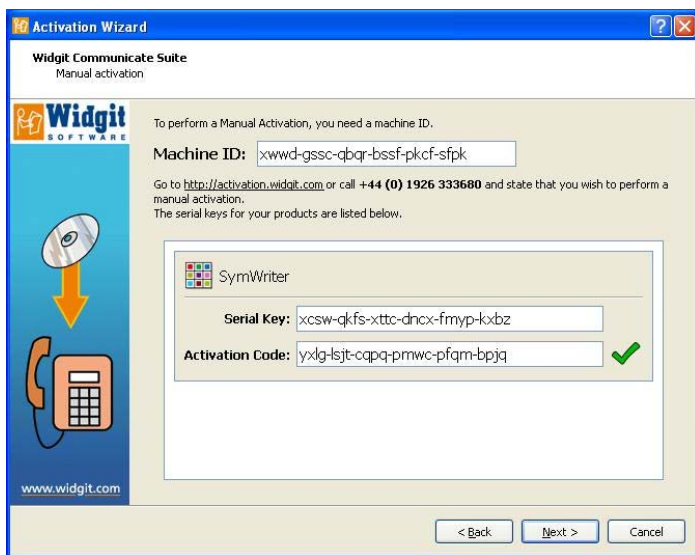 Activation Wizard
Widgit Communicate Suite
Manual activation
Widgit
SOFTWARE
To perform a Manual Activation, you need a machine ID.
Machine ID: xwwd-gssc-qbqr-bssf-pkcf-sfpk
Go to http://activation.widgit.com or call +44 (0) 1926 333680 and state that you wish to perform a
manual activation.
The serial keys for your products are listed below.
SymWriter
Serial Key: xcsw-qkfs-xttc-dncx-fmyp-kxbz
Activation Code: yxlg-lsjt-cqpq-pmwc-pfqm-bpjq
www.widgit.com
< Back
Next >
Cancel